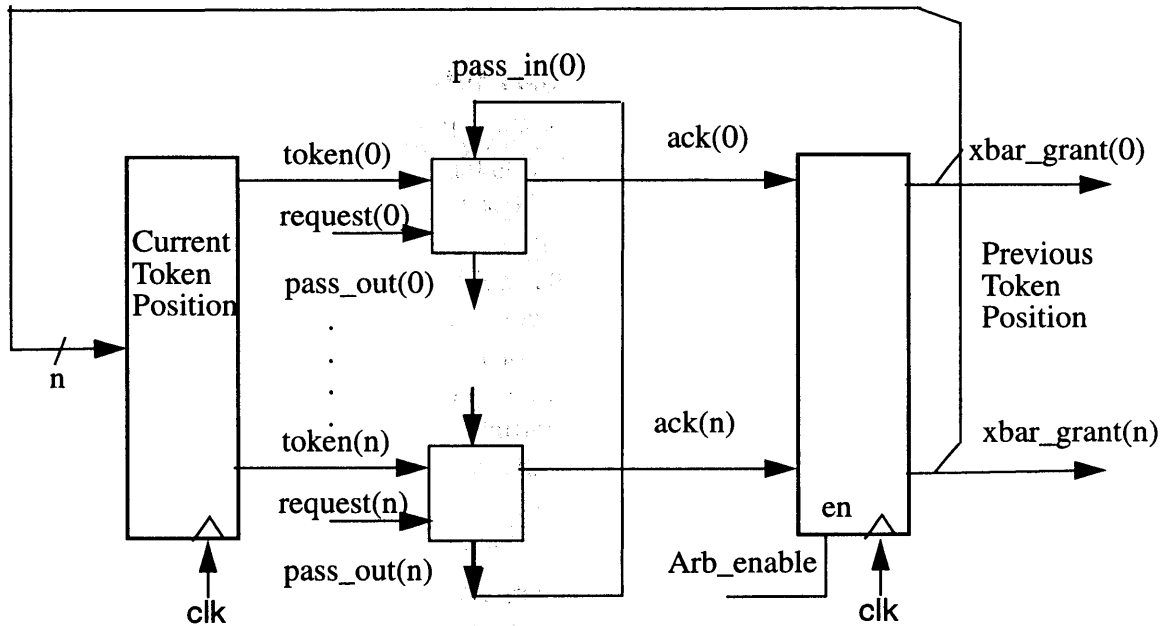 pass_in(0)
token(0)
ack(0)
xbar_grant(0)
request(0)
Current
Token
Position
pass_out(0)
Previous
Token
Position
n
token(n)
ack(n)
xbar_grant(n)
request(n)
en
pass_out(n)
Arb_enable
clk
clk